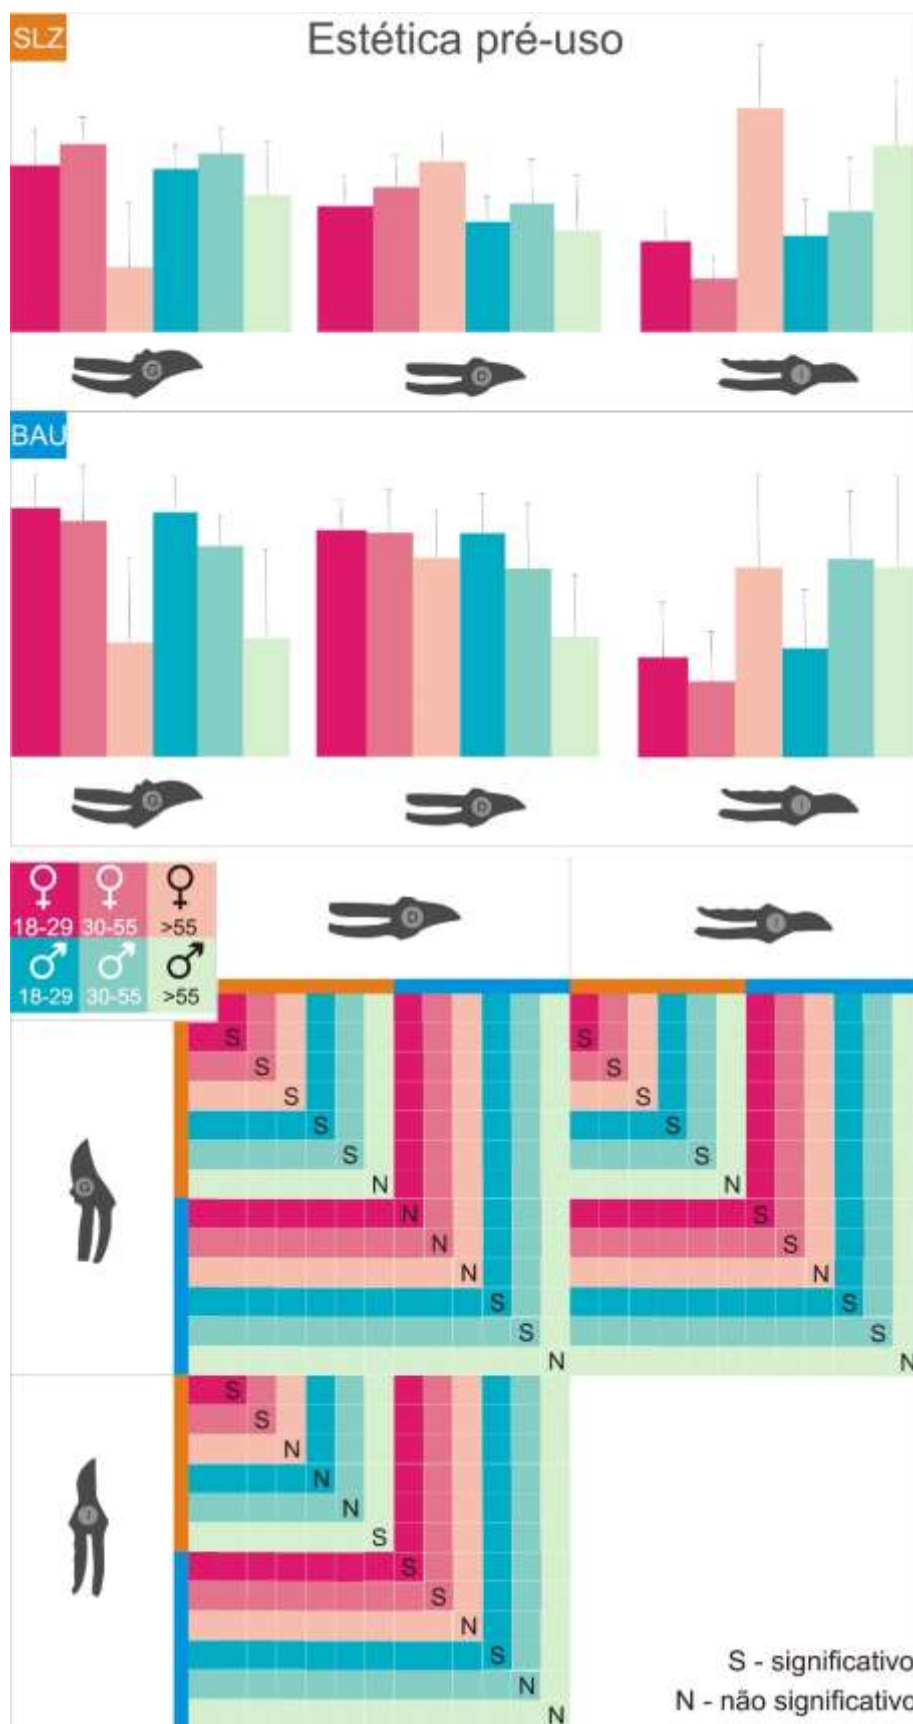 SLZ
Estética pré-uso
G
D
I
BAU
G
D
I
18-29 30-55 >55
18-29 30-55 >55
D
I
S S
S S
S S
S S
S S
N N
N S
N S
N N
S S
S S
N N
G
S
S
N
N
N
S
S
S
N
S
N
N
I
S - significativo
N - não significativo